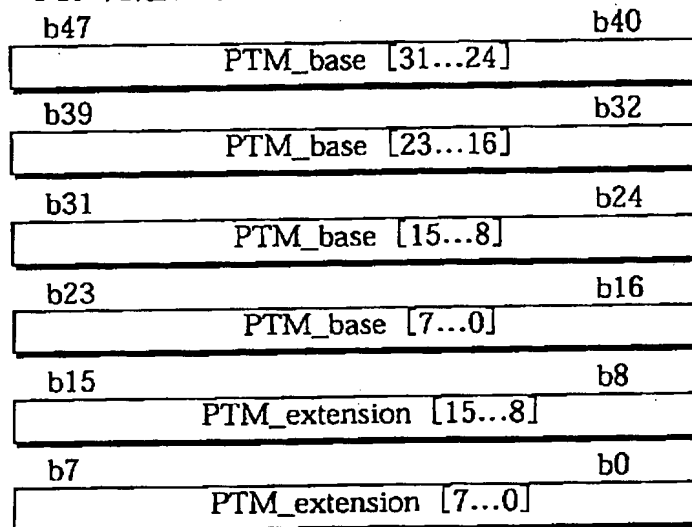 b47 b40
PTM_base [31...24]
b39 b32
PTM_base [23...16]
b31 b24
PTM_base [15...8]
b23 b16
PTM_base [7...0]
b15 b8
PTM_extension [15...8]
b7 b0
PTM_extension [7...0]